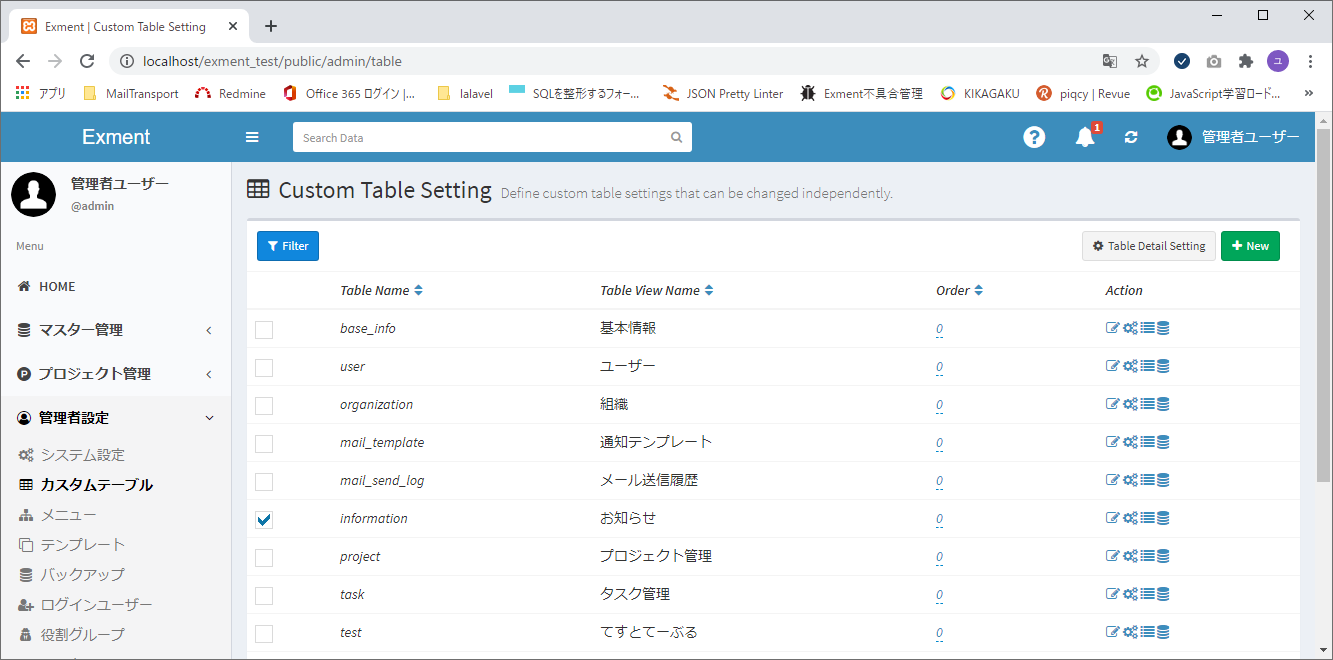 Exment | Custom Table Setting
localhost/exment_test/public/admin/table
ユ
アプリ MailTransport Redmine Office 365 ログイン |... lalavel SQLを整形するフォー... JSON Pretty Linter Exment不具合管理 KIKAGAKU piqcy | Revue JavaScript学習ロード... »
Exment
Search Data
1
管理者ユーザー
管理者ユーザー
@admin
Menu
HOME
マスター管理
プロジェクト管理
管理者設定
システム設定
カスタムテーブル
メニュー
テンプレート
バックアップ
ログインユーザー
役割グループ
Custom Table Setting Define custom table settings that can be changed independently.
Filter Table Detail Setting New
Table Name Table View Name Order Action
base_info 基本情報 0
user ユーザー 0
organization 組織 0
mail_template 通知テンプレート 0
mail_send_log メール送信履歴 0
information お知らせ 0
project プロジェクト管理 0
task タスク管理 0
test てすとてーぶる 0